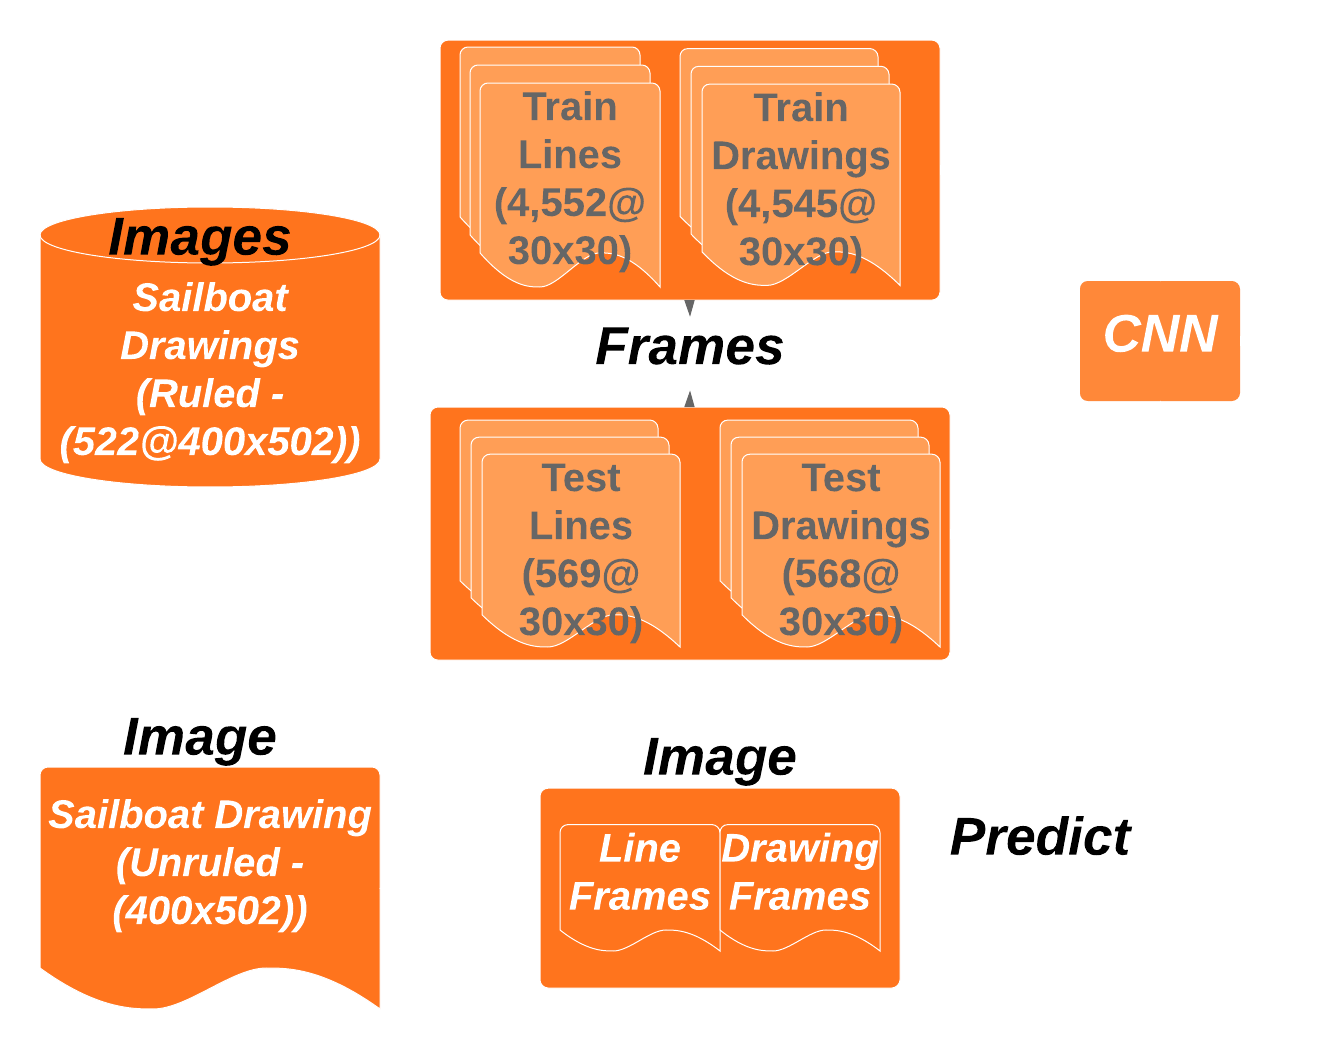 Images
Sailboat
Drawings
(Ruled -
(522@400x502))
Train
Lines
(4,552@
30x30)
Train
Drawings
(4,545@
30x30)
Frames
Test
Lines
(569@
30x30)
Test
Drawings
(568@
30x30)
CNN
Image
Sailboat Drawing
(Unruled -
(400x502))
Image
Line
Frames
Drawing
Frames
Predict